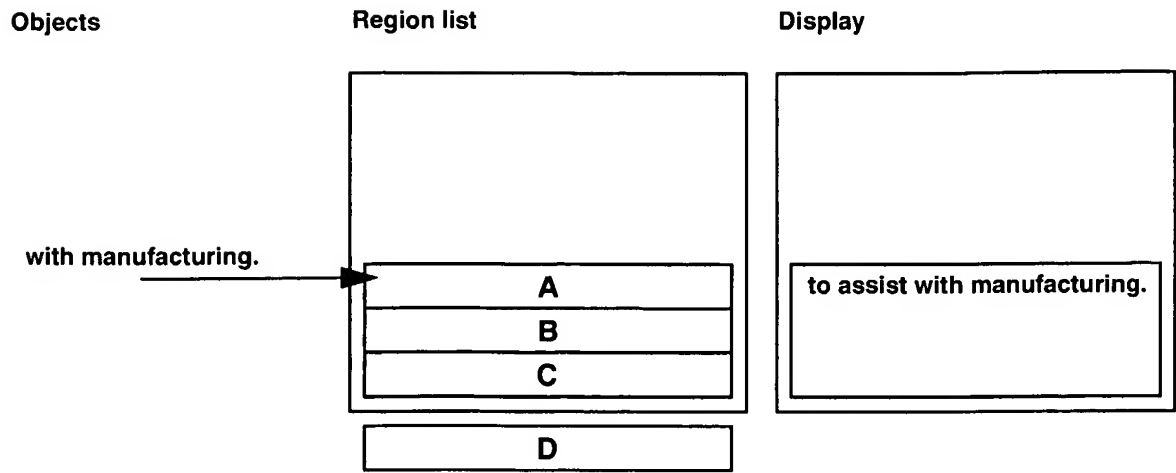 Objects
Region list
Display
with manufacturing.
A
B
C
D
to assist with manufacturing.